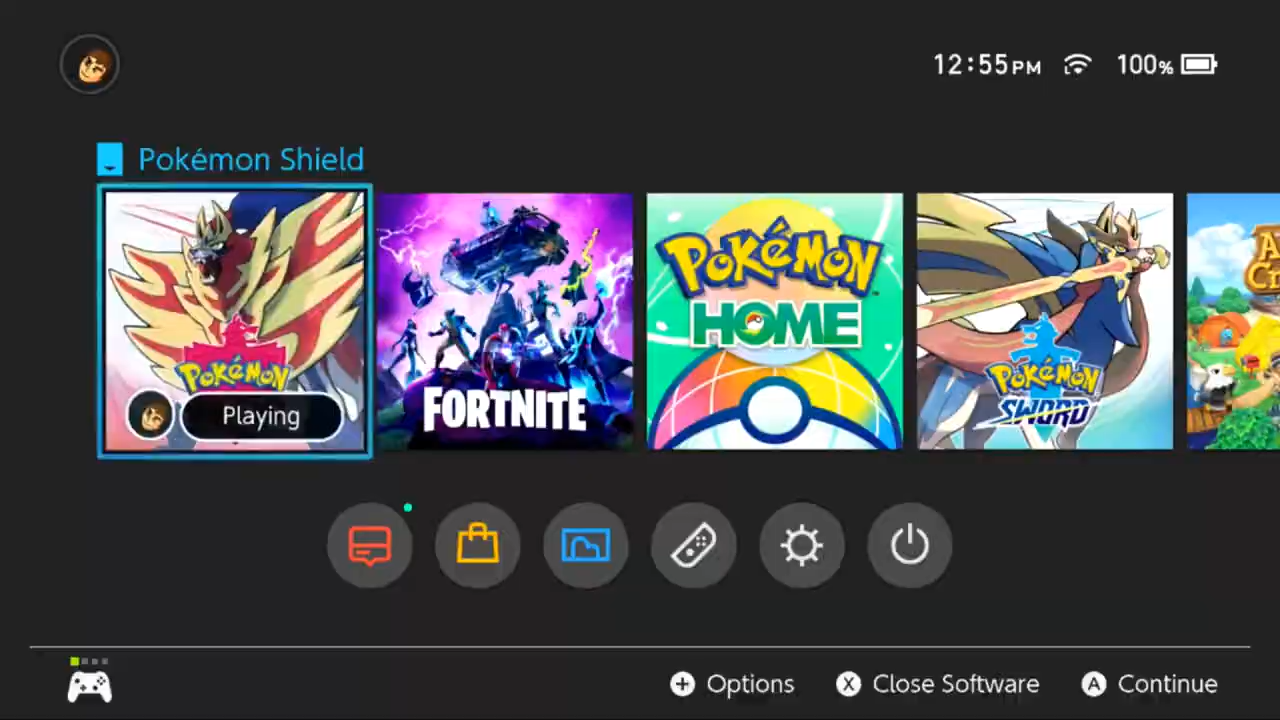 12:55PM 100%
Pokémon Shield
POKéMON
Playing
FORTNITE
POKéMON
HOME
POKéMON
SWORD
Options Close Software Continue